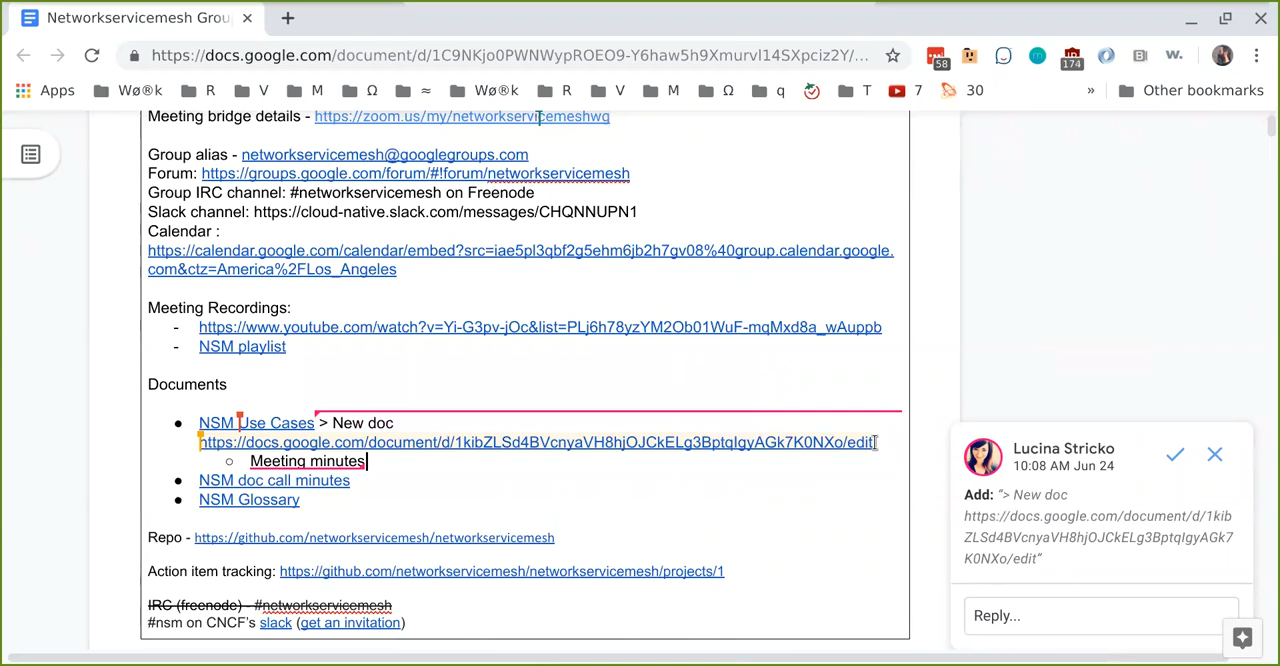 Networkservicemesh Grou
https://docs.google.com/document/d/1C9NKjo0PWNWypROEO9-Y6haw5h9XmurvI14SXpciz2Y/...
58
174
B
W.
Apps Wø®k R V M Ω ≈ Wø®k R V M Ω q T 7 30 » Other bookmarks
Meeting bridge details - https://zoom.us/my/networkservicemeshwg
Group alias - networkservicemesh@googlegroups.com
Forum: https://groups.google.com/forum/#!forum/networkservicemesh
Group IRC channel: #networkservicemesh on Freenode
Slack channel: https://cloud-native.slack.com/messages/CHQNNUPN1
Calendar :
https://calendar.google.com/calendar/embed?src=iae5pl3qbf2g5ehm6jb2h7gv08%40group.calendar.google.
com&ctz=America%2FLos_Angeles
Meeting Recordings:
- https://www.youtube.com/watch?v=Yi-G3pv-jOc&list=PLj6h78yzYM2Ob01WuF-mqMxd8a_wAuppb
- NSM playlist
Documents
● NSM Use Cases > New doc
https://docs.google.com/document/d/1kibZLSd4BVcnyaVH8hjOJCkELg3BptqIgyAGk7K0NXo/edit
○ Meeting minutes
● NSM doc call minutes
● NSM Glossary
Repo - https://github.com/networkservicemesh/networkservicemesh
Action item tracking: https://github.com/networkservicemesh/networkservicemesh/projects/1
IRC (freenode) - #networkservicemesh
#nsm on CNCF's slack (get an invitation)
Lucina Stricko
10:08 AM Jun 24
Add: “> New doc
https://docs.google.com/document/d/1kib
ZLSd4BVcnyaVH8hjOJCkELg3BptqIgyAGk7
K0NXo/edit“
Reply...